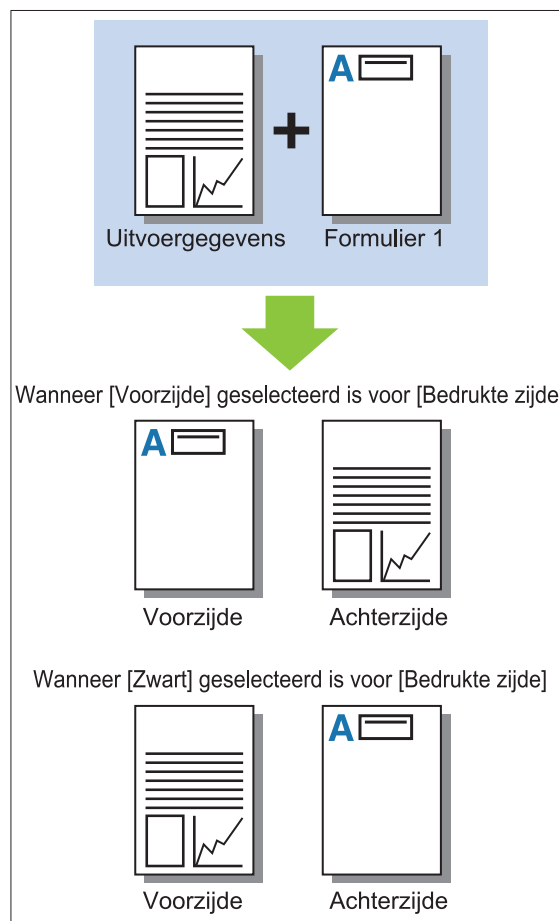 A
Uitvoergegevens Formulier 1
Wanneer [Voorzijde] geselecteerd is voor [Bedrukte zijde
A
Voorzijde Achterzijde
Wanneer [Zwart] geselecteerd is voor [Bedrukte zijde]
A
Voorzijde Achterzijde